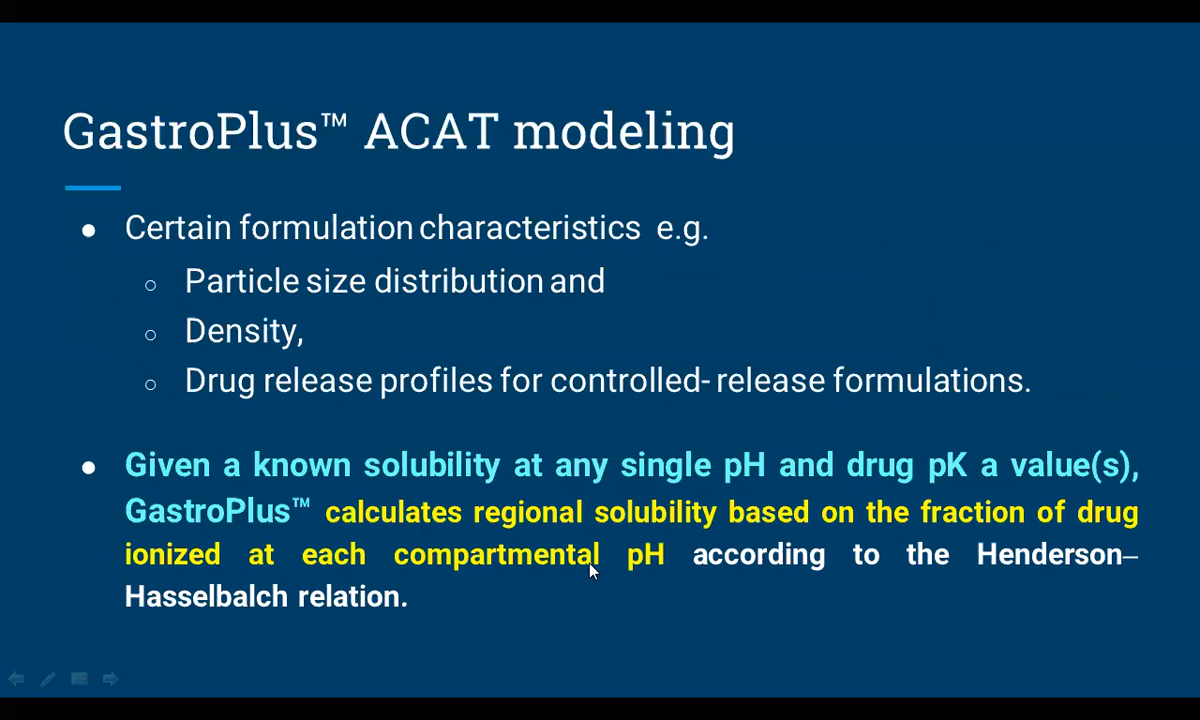 GastroPlus™ ACAT modeling
● Certain formulation characteristics e.g.
○ Particle size distribution and
○ Density,
○ Drug release profiles for controlled- release formulations.
● Given a known solubility at any single pH and drug pK a value(s),
GastroPlus™ calculates regional solubility based on the fraction of drug
ionized at each compartmental pH according to the Henderson–
Hasselbalch relation.